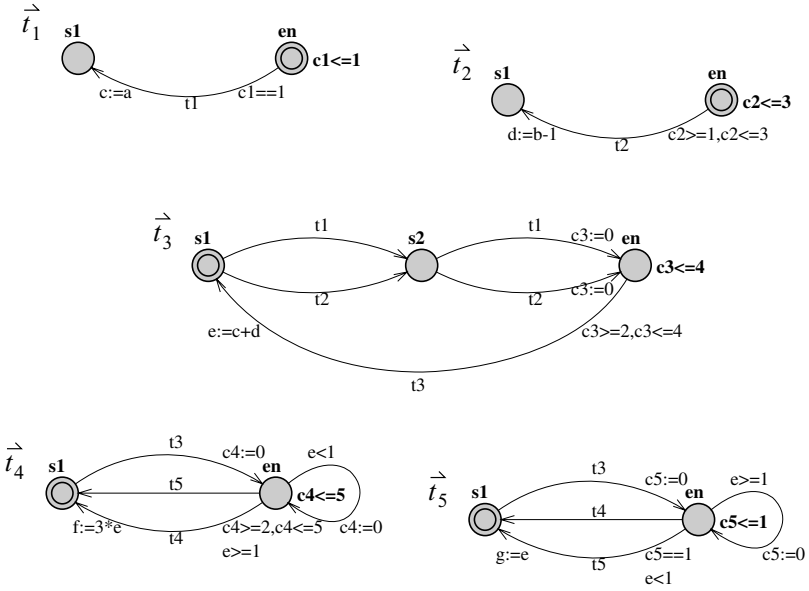 t1
s1
en
c1<=1
c:=a
t1
c1==1
t2
s1
en
c2<=3
d:=b-1
t2
c2>=1,c2<=3
t3
s1
t1
s2
t1
c3:=0
en
c3<=4
t2
t2
c3:=0
e:=c+d
c3>=2,c3<=4
t3
t4
s1
t3
c4:=0
en
e<1
t5
c4<=5
f:=3*e
t4
c4>=2,c4<=5
e>=1
c4:=0
t5
s1
t3
c5:=0
en
e>=1
t4
c5<=1
g:=e
t5
c5==1
e<1
c5:=0